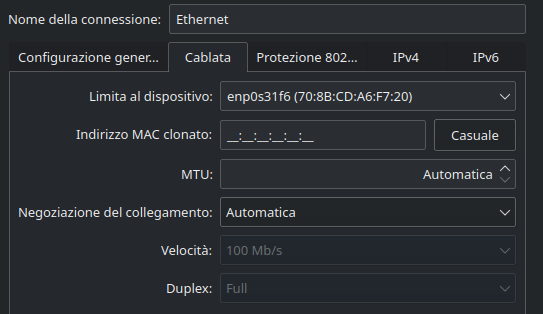 Nome della connessione: Ethernet
Configurazione gener... Cablata Protezione 802... IPv4 IPv6
Limita al dispositivo: enp0s31f6 (70:8B:CD:A6:F7:20)
Indirizzo MAC clonato: __:__:__:__:__:__ Casuale
MTU: Automatica
Negoziazione del collegamento: Automatica
Velocità: 100 Mb/s
Duplex: Full